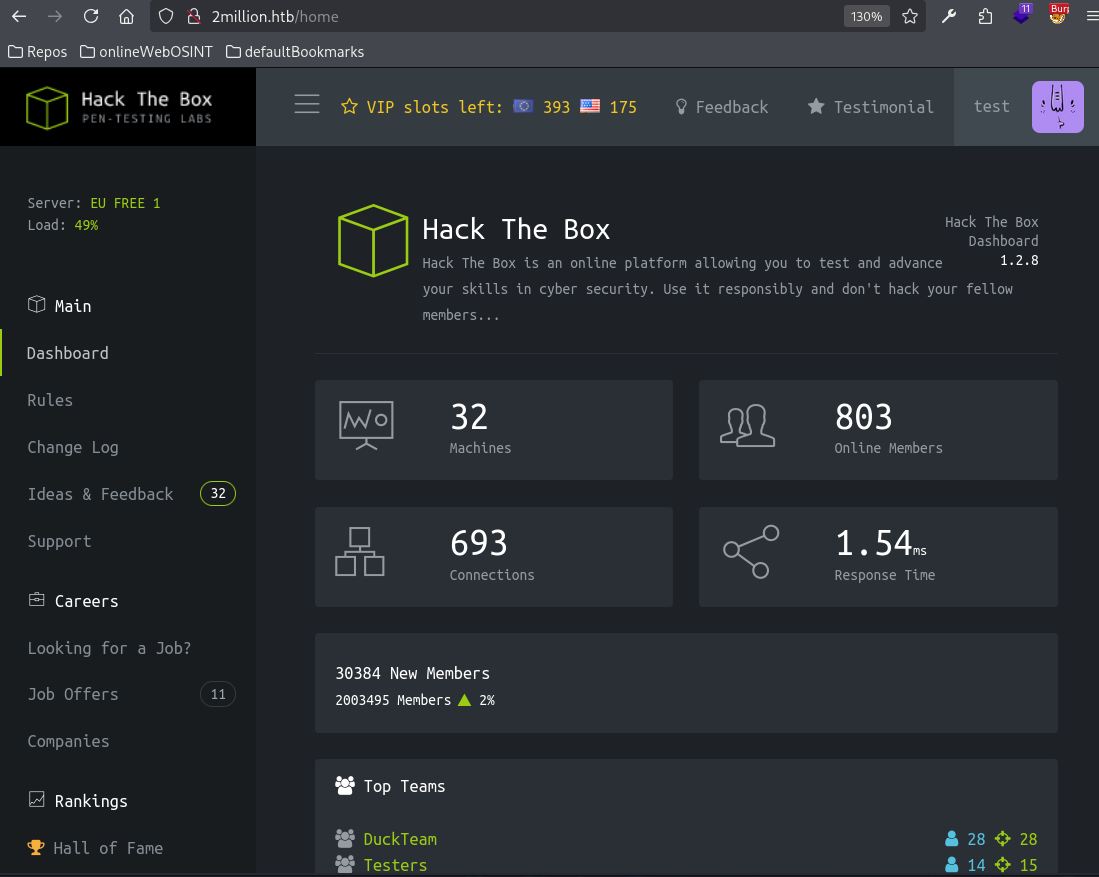 2million.htb/home
130%
11
Burp
Repos
onlineWebOSINT
defaultBookmarks
Hack The Box
PEN-TESTING LABS
VIP slots left: 393 175
Feedback
Testimonial
test
Server: EU FREE 1
Load: 49%
Main
Dashboard
Rules
Change Log
Ideas & Feedback 32
Support
Careers
Looking for a Job?
Job Offers 11
Companies
Rankings
Hall of Fame
Hack The Box
Hack The Box is an online platform allowing you to test and advance
your skills in cyber security. Use it responsibly and don't hack your fellow
members...
Hack The Box
Dashboard
1.2.8
32
Machines
803
Online Members
693
Connections
1.54ms
Response Time
30384 New Members
2003495 Members 2%
Top Teams
DuckTeam 28 28
Testers 14 15